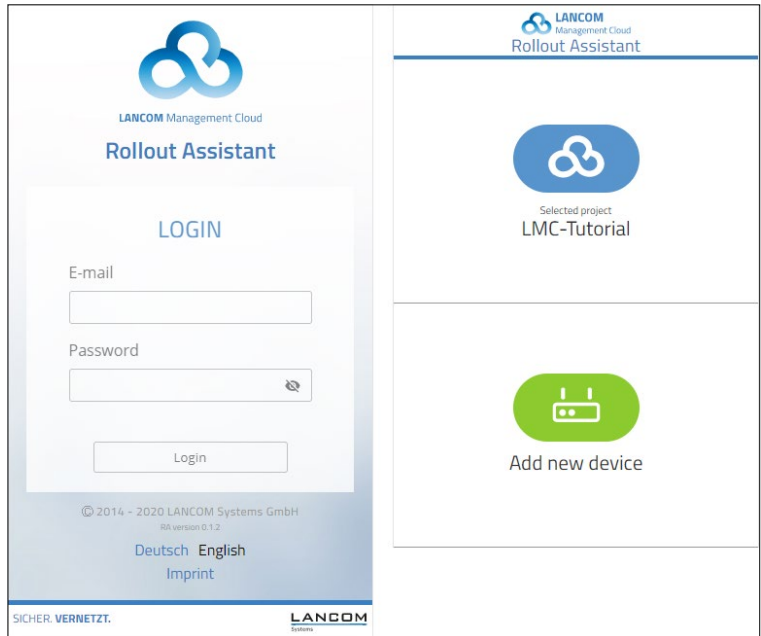 LANCOM Management Cloud
Rollout Assistant
LOGIN
E-mail
Password
Login
© 2014 - 2020 LANCOM Systems GmbH
RA version 0.1.2
Deutsch English
Imprint
SICHER. VERNETZT.
LANCOM
Systems
LANCOM
Management Cloud
Rollout Assistant
Selected project
LMC-Tutorial
Add new device